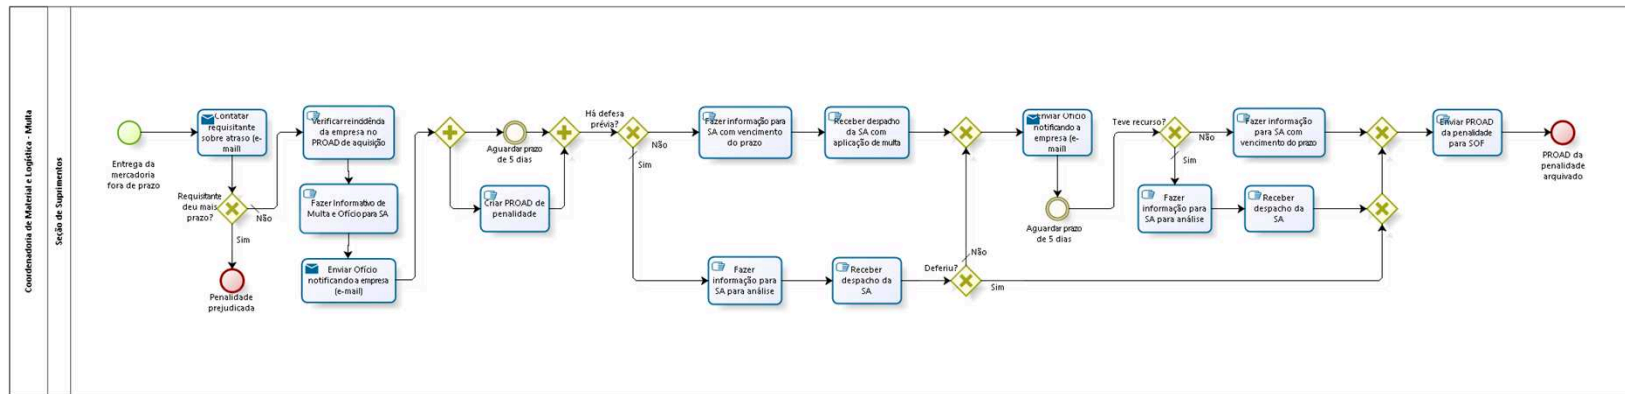 Coordenadoria de Material e Logística - Multa
Seção de Suprimentos
Entrega da
mercadoria
fora de prazo
Contatar
requisitante
sobre atraso (e-
mail)
Requisitante
deu mais
prazo?
Não
Sim
Penalidade
prejudicada
Verificar reincidência
da empresa no
PROAD de aquisição
Fazer informativo de
Multa e Ofício para SA
Enviar Ofício
notificando a empresa
(e-mail)
Aguardar prazo
de 5 dias
Criar PROAD de
penalidade
Há defesa
prévia?
Não
Sim
Fazer informação para
SA com vencimento
do prazo
Receber despacho
da SA com
aplicação de multa
Fazer
informação para
SA para análise
Receber
despacho da
SA
Deferiu?
Não
Sim
Enviar Ofício
notificando a
empresa (e-
mail)
Aguardar prazo
de 5 dias
Teve recurso?
Não
Sim
Fazer informação
para SA com
vencimento do prazo
Fazer
informação para
SA para análise
Receber
despacho da
SA
Enviar PROAD
da penalidade
para SOF
PROAD da
penalidade
arquivado